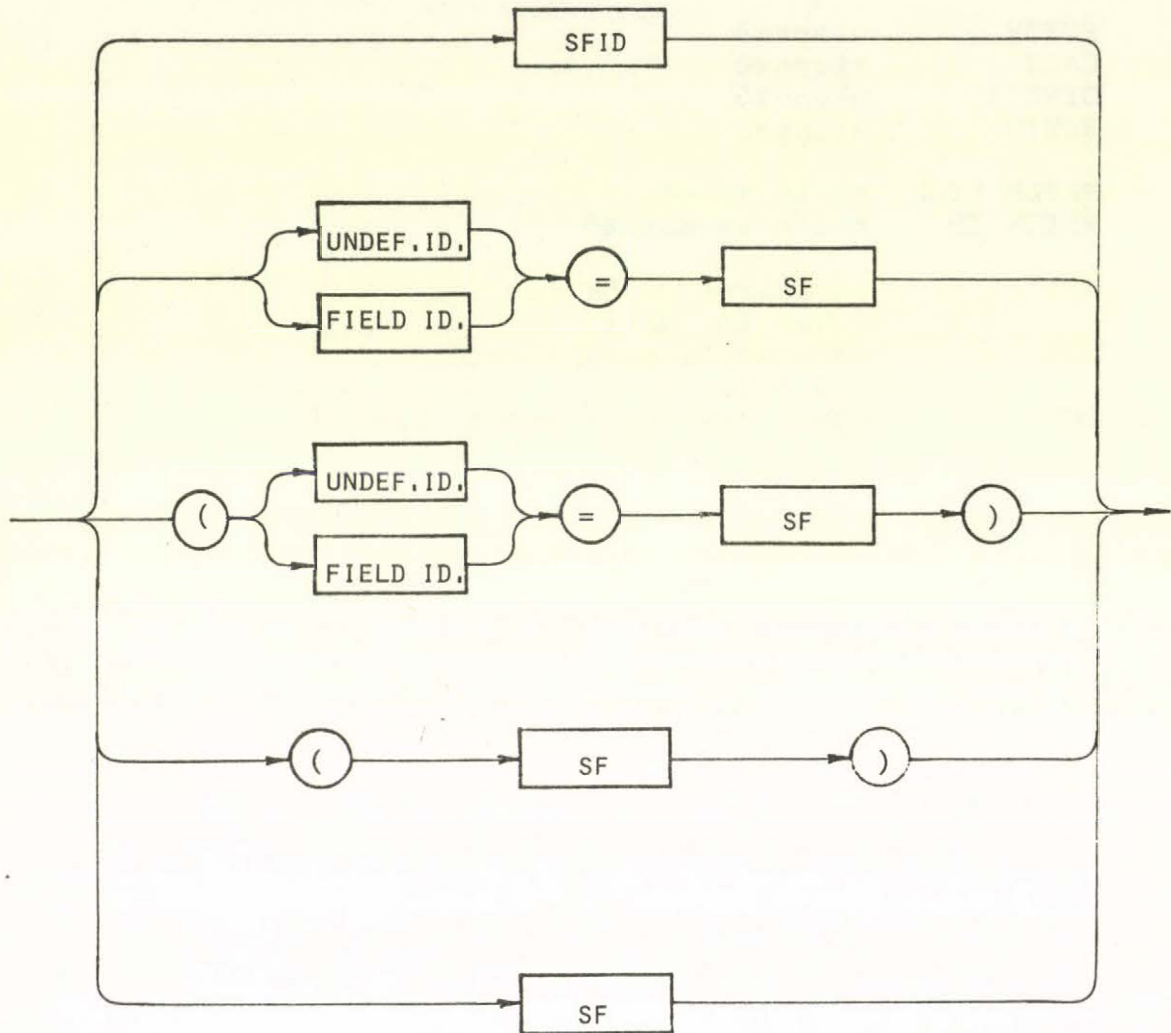 SFID
UNDEF.ID.
FIELD ID.
=
SF
(
UNDEF.ID.
FIELD ID.
=
SF
)
(
SF
)
SF